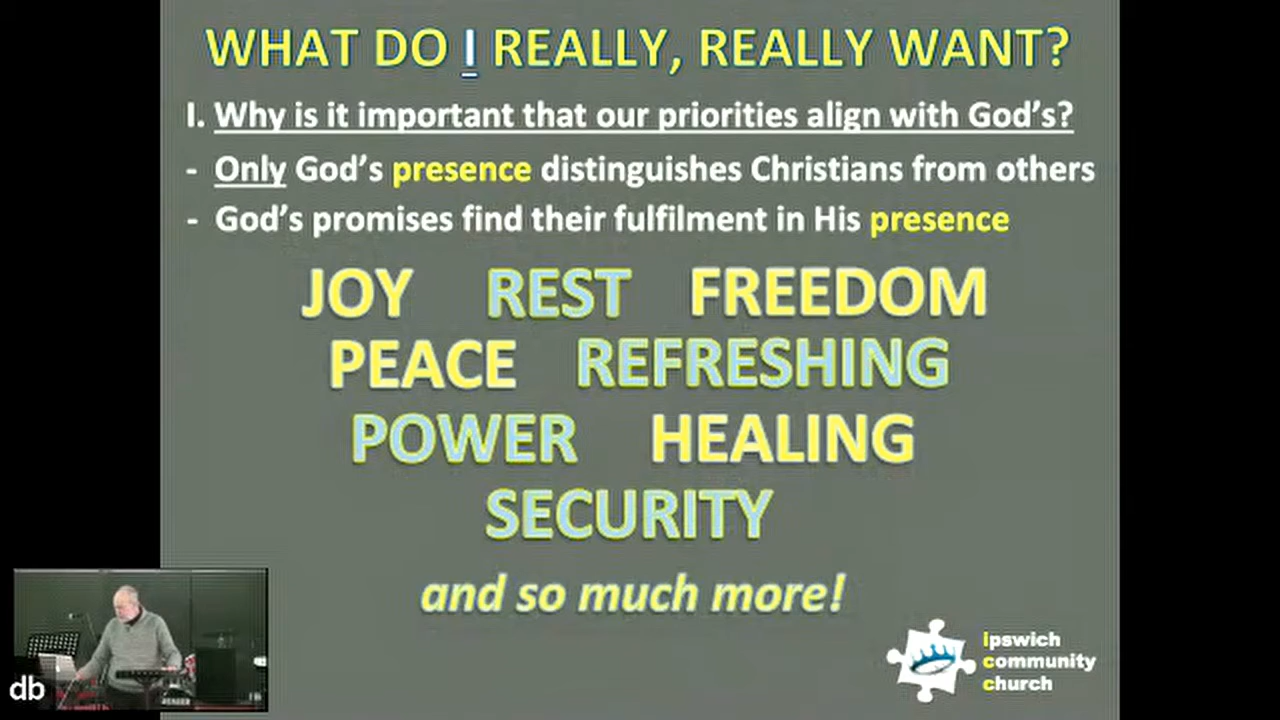 WHAT DO I REALLY, REALLY WANT?
I. Why is it important that our priorities align with God's?
- Only God's presence distinguishes Christians from others
- God's promises find their fulfilment in His presence
JOY REST FREEDOM
PEACE REFRESHING
POWER HEALING
SECURITY
and so much more!
Ipswich
community
church
db